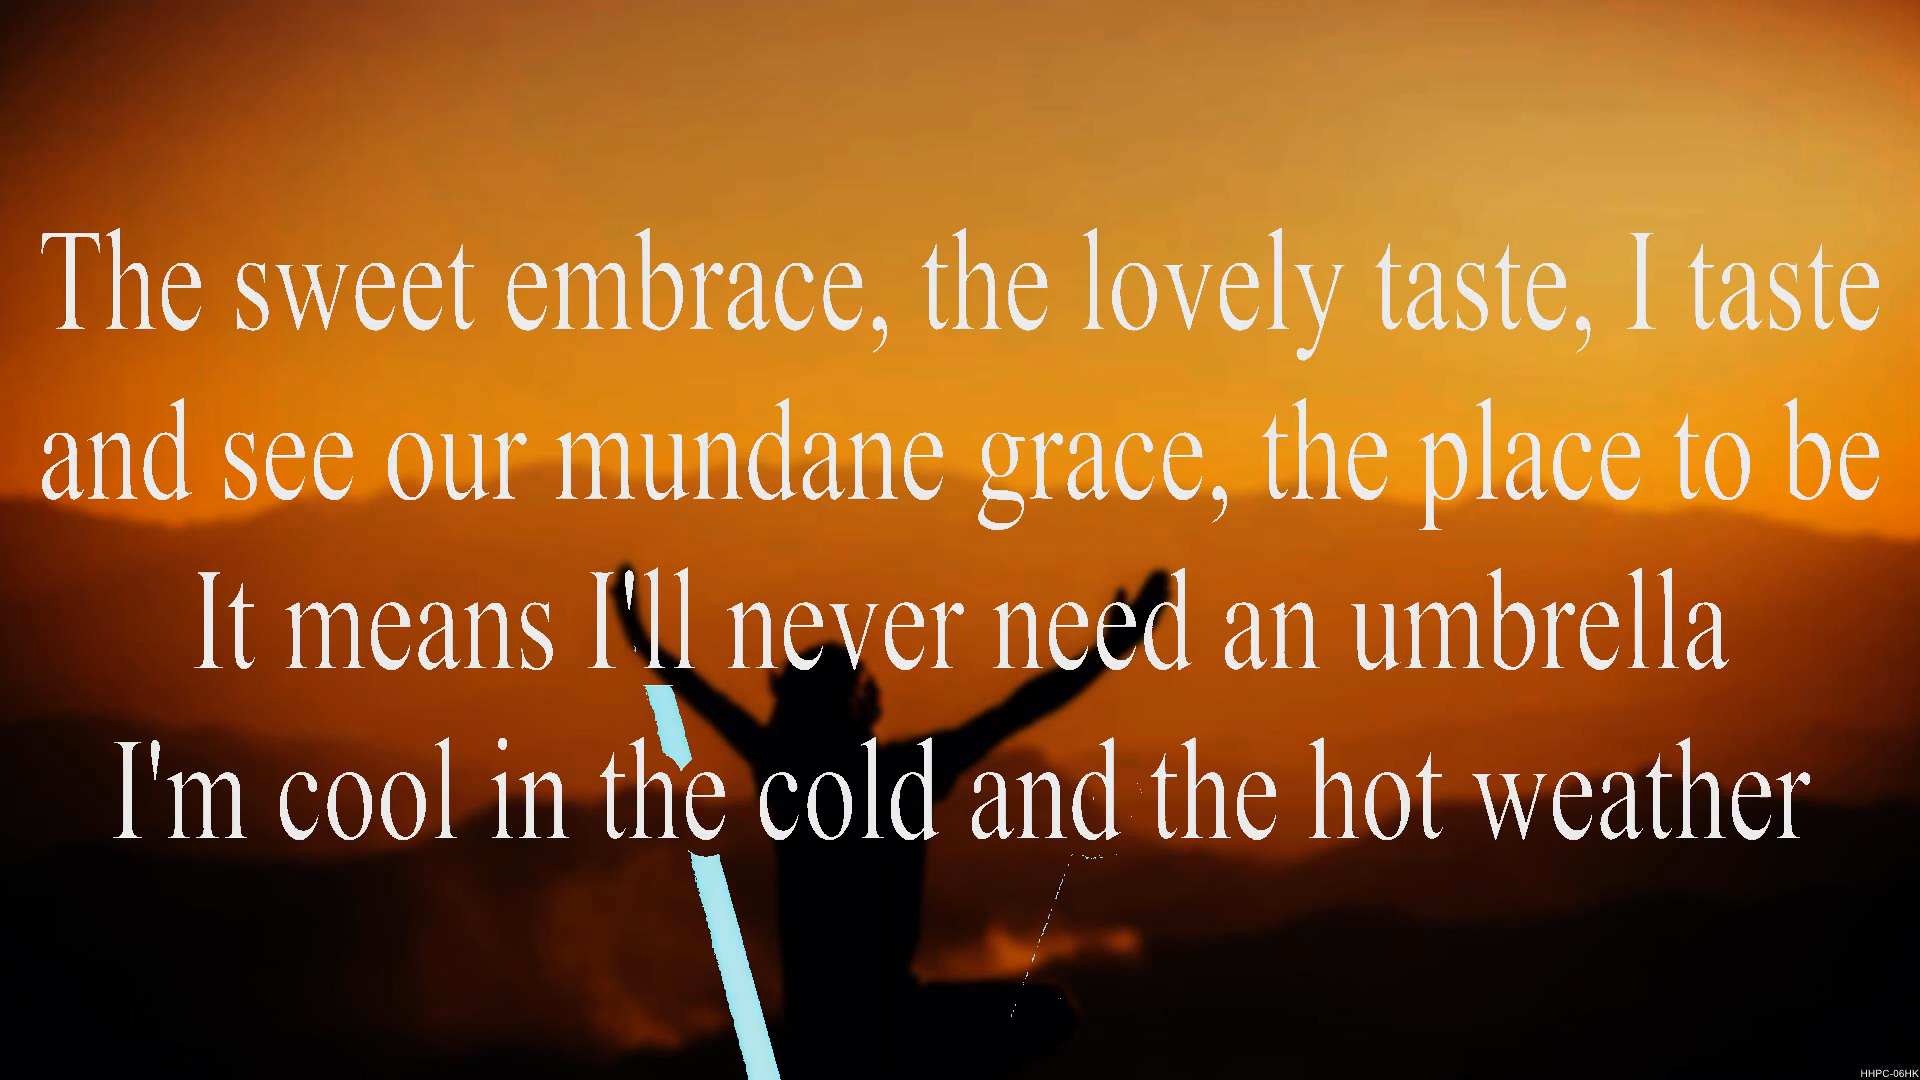 The sweet embrace, the lovely taste, I taste
and see our mundane grace, the place to be
It means I'll never need an umbrella
I'm cool in the cold and the hot weather
HHPC-06HK